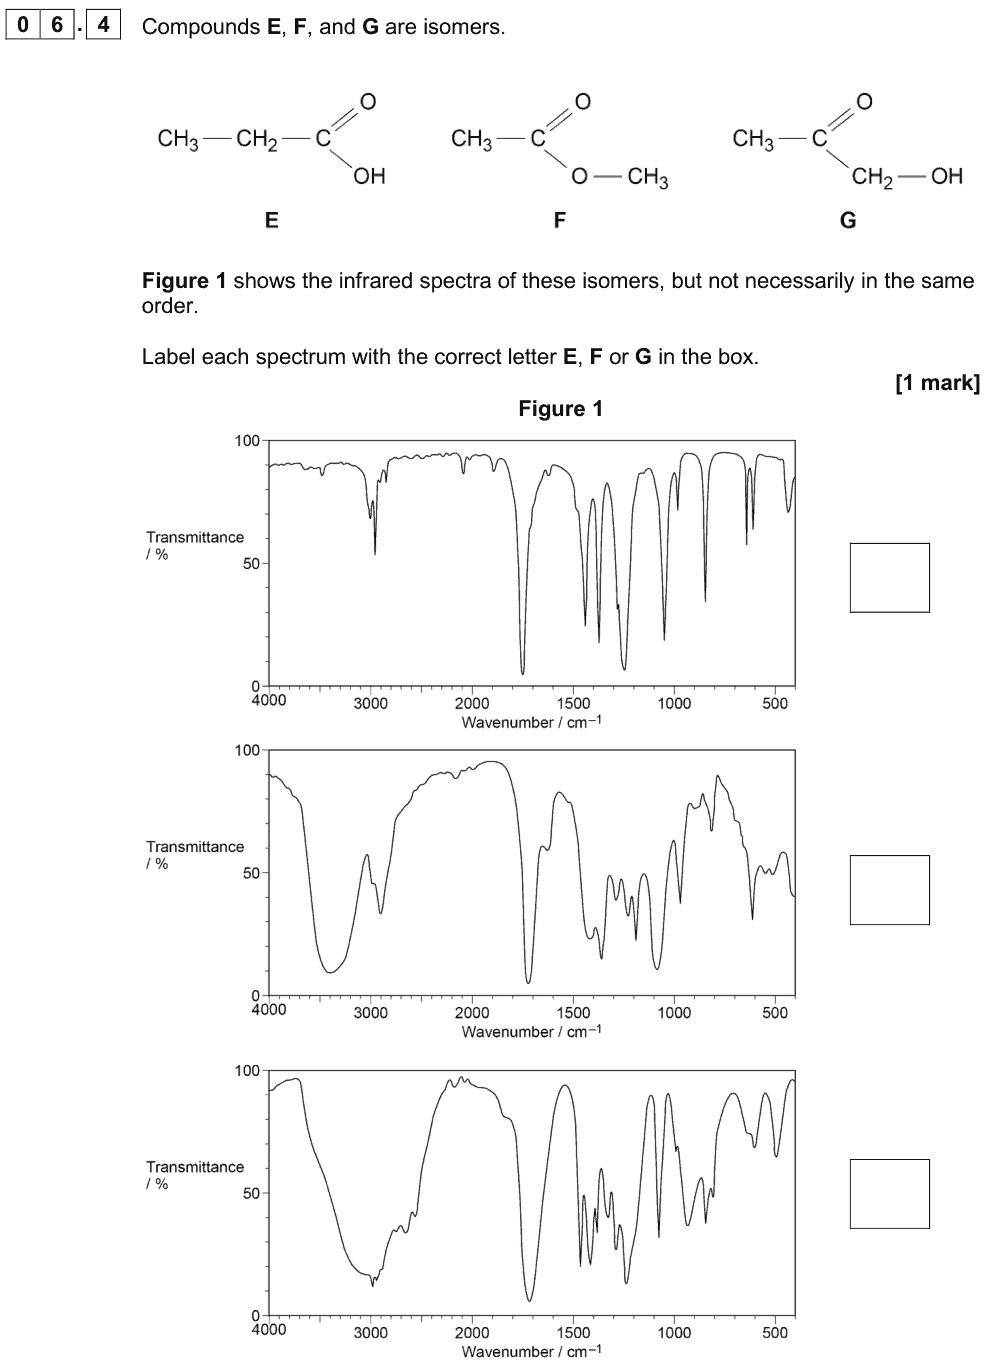 0 6 . 4 Compounds E, F, and G are isomers.
CH3 CH2 C O OH
CH3 C O O CH3
CH3 C O CH2 OH
E F G
Figure 1 shows the infrared spectra of these isomers, but not necessarily in the same
order.
Label each spectrum with the correct letter E, F or G in the box.
[1 mark]
Figure 1
100
Transmittance
/ %
50
0
4000 3000 2000 1500 1000 500
Wavenumber / cm−1
100
Transmittance
/ %
50
0
4000 3000 2000 1500 1000 500
Wavenumber / cm−1
100
Transmittance
/ %
50
0
4000 3000 2000 1500 1000 500
Wavenumber / cm−1